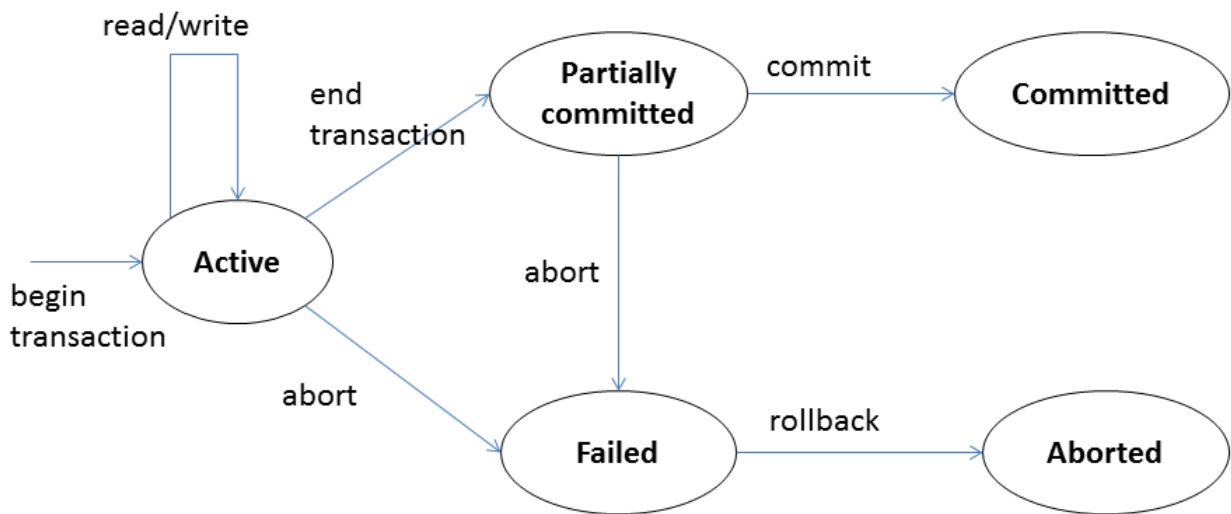 read/write
end
transaction
Partially
committed
commit
Committed
Active
begin
transaction
abort
abort
Failed
rollback
Aborted